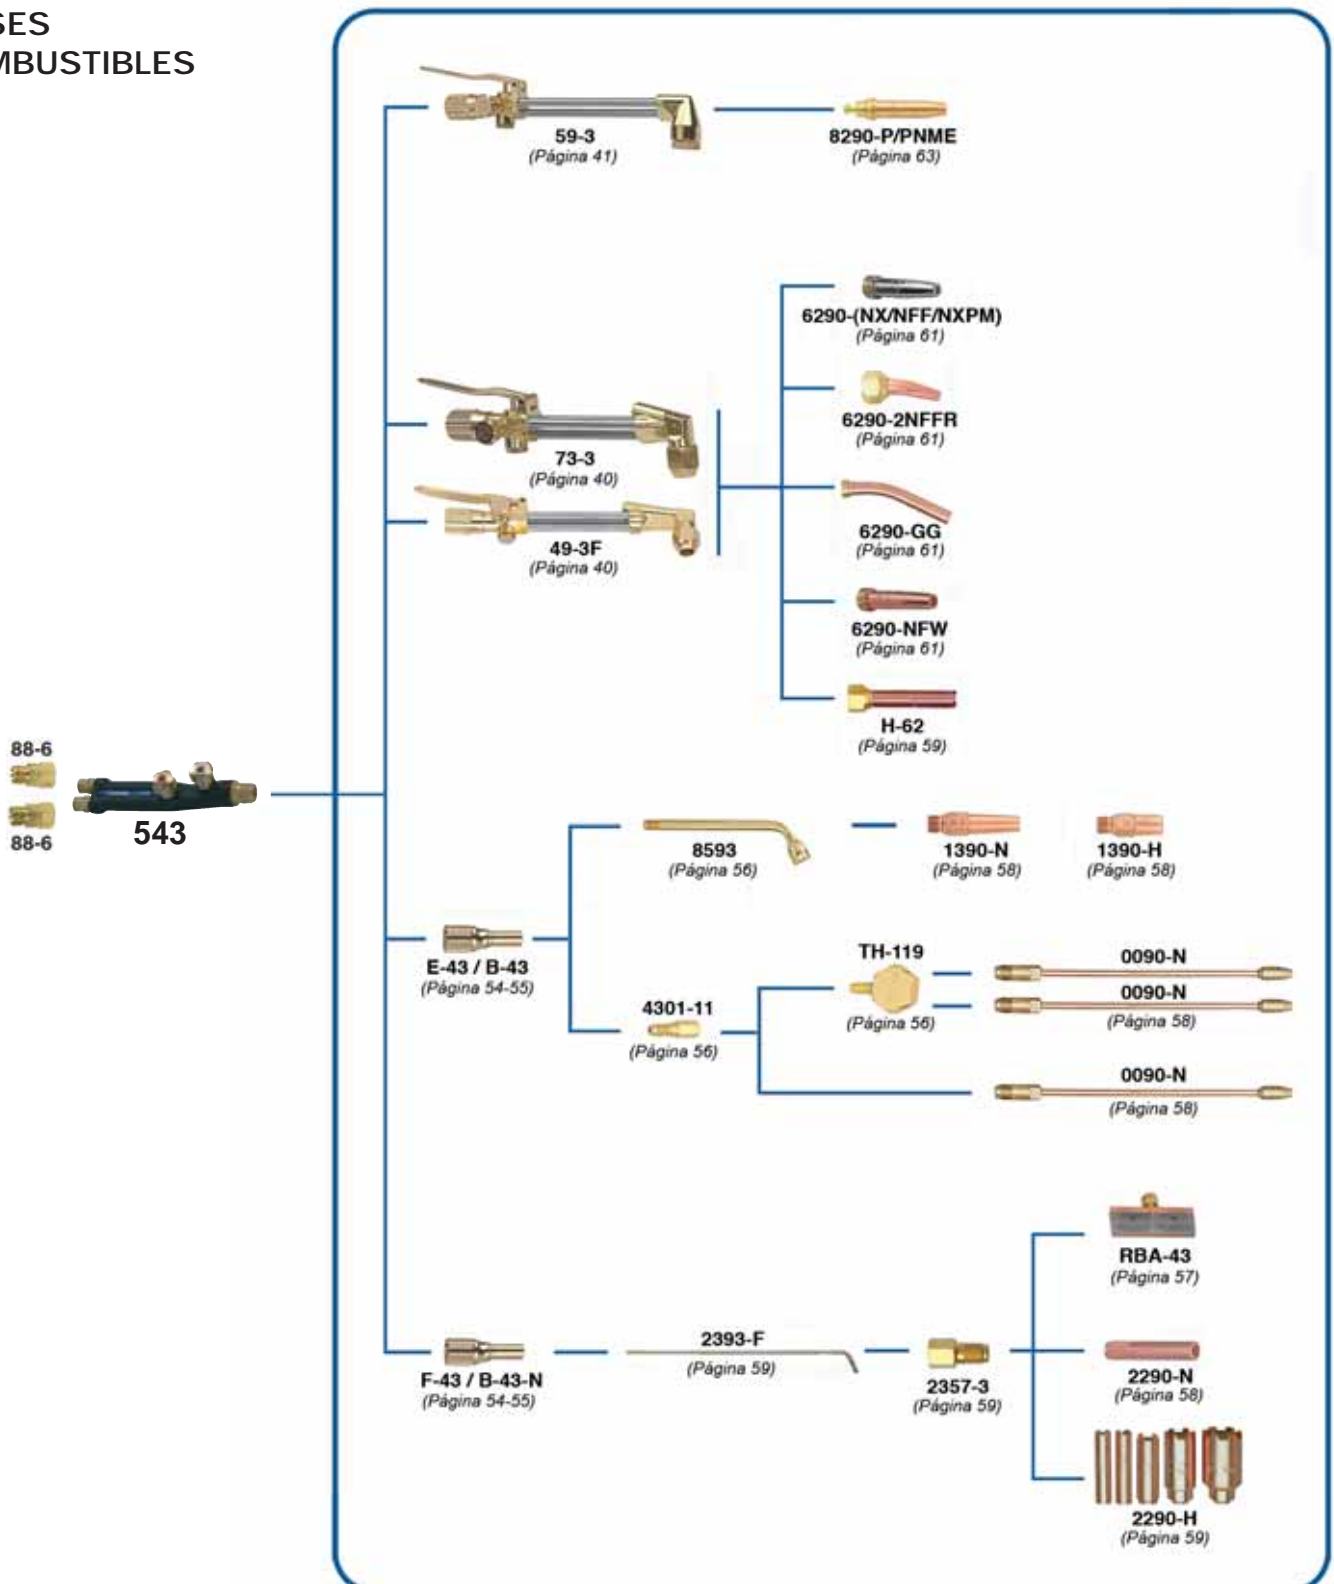 SES
MBUSTIBLES
59-3
(Página 41)
8290-P/PNME
(Página 63)
6290-(NX/NFF/NXPM)
(Página 61)
6290-2NFFR
(Página 61)
73-3
(Página 40)
6290-GG
(Página 61)
49-3F
(Página 40)
6290-NFW
(Página 61)
H-62
(Página 59)
88-6
543
88-6
8593
(Página 56)
1390-N
(Página 58)
1390-H
(Página 58)
E-43 / B-43
(Página 54-55)
TH-119
(Página 56)
0090-N
0090-N
(Página 58)
4301-11
(Página 56)
0090-N
(Página 58)
RBA-43
(Página 57)
F-43 / B-43-N
(Página 54-55)
2393-F
(Página 59)
2357-3
(Página 59)
2290-N
(Página 58)
2290-H
(Página 59)